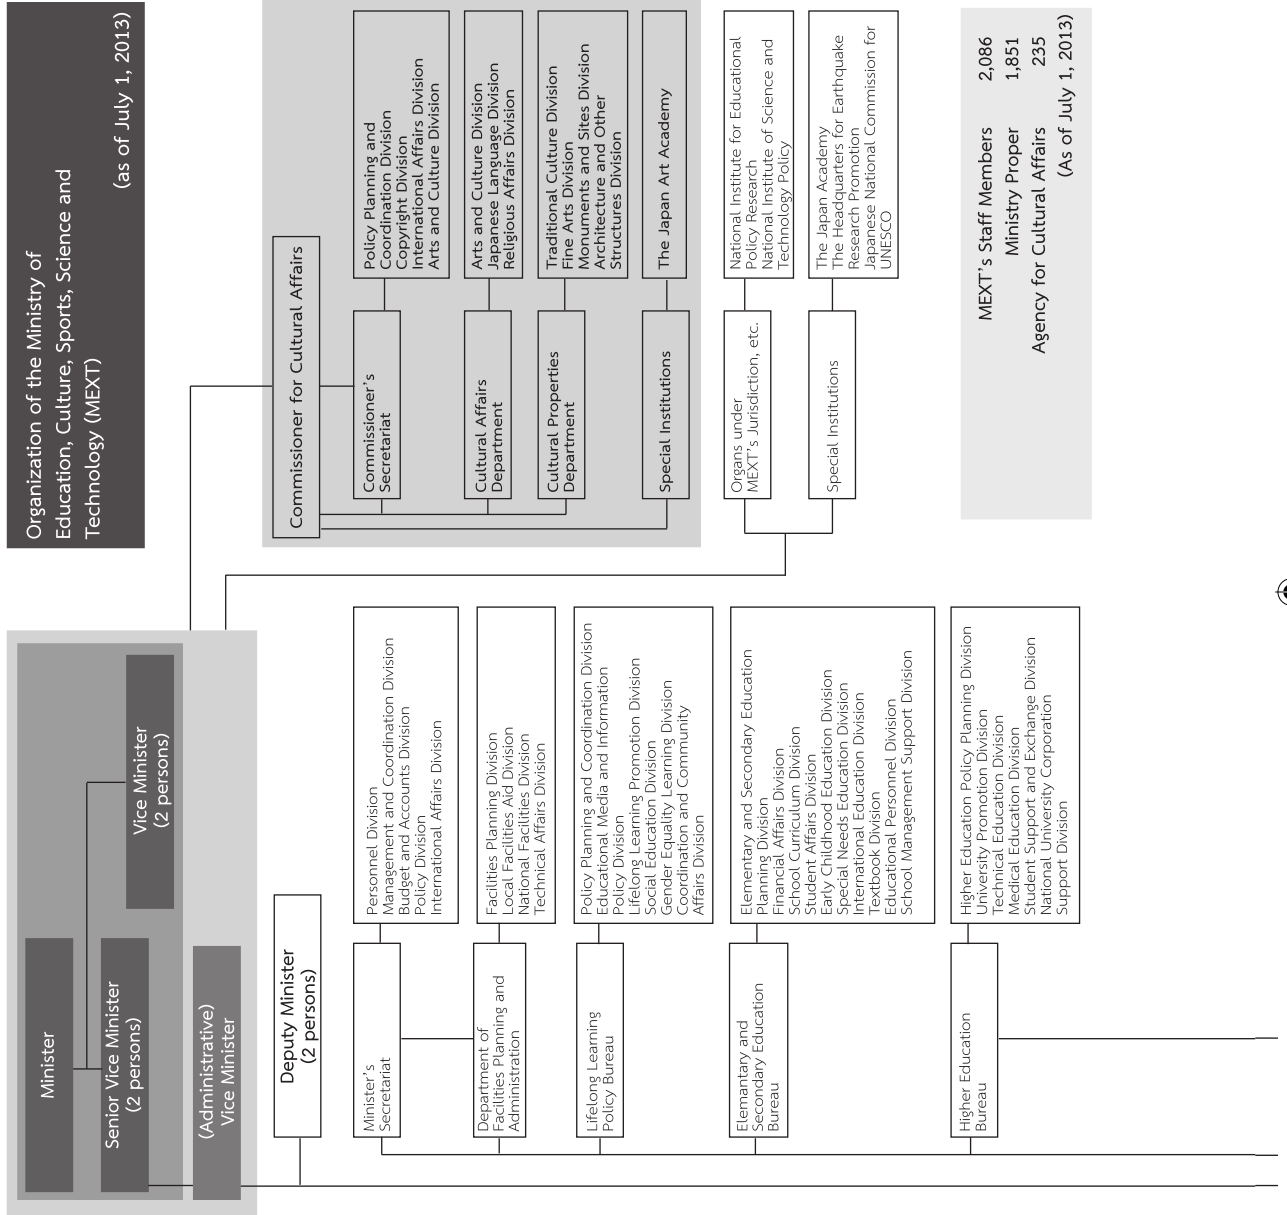 Organization of the Ministry of
Education, Culture, Sports, Science and
Technology (MEXT)
(as of July 1, 2013)
Minister
Senior Vice Minister
(2 persons)
Vice Minister
(2 persons)
(Administrative)
Vice Minister
Deputy Minister
(2 persons)
Minister's
Secretariat
Personnel Division
Management and Coordination Division
Budget and Accounts Division
Policy Division
International Affairs Division
Department of
Facilities Planning and
Administration
Facilities Planning Division
Local Facilities Aid Division
National Facilities Division
Technical Affairs Division
Lifelong Learning
Policy Bureau
Policy Planning and Coordination Division
Educational Media and Information
Policy Division
Lifelong Learning Promotion Division
Social Education Division
Gender Equality Learning Division
Coordination and Community
Affairs Division
Elemantary and
Secondary Education
Bureau
Elementary and Secondary Education
Planning Division
Financial Affairs Division
School Curriculum Division
Student Affairs Division
Early Childhood Education Division
Special Needs Education Division
International Education Division
Textbook Division
Educational Personnel Division
School Management Support Division
Higher Education
Bureau
Higher Education Policy Planning Division
University Promotion Division
Technical Education Division
Medical Education Division
Student Support and Exchange Division
National University Corporation
Support Division
Commissioner for Cultural Affairs
Commissioner's
Secretariat
Policy Planning and
Coordination Division
Copyright Division
International Affairs Division
Arts and Culture Division
Cultural Affairs
Department
Arts and Culture Division
Japanese Language Division
Religious Affairs Division
Cultural Properties
Department
Traditional Culture Division
Fine Arts Division
Monuments and Sites Division
Architecture and Other
Structures Division
Special Institutions
The Japan Art Academy
Organs under
MEXT's Jurisdiction, etc.
National Institute for Educational
Policy Research
National Institute of Science and
Technology Policy
Special Institutions
The Japan Academy
The Headquarters for Earthquake
Research Promotion
Japanese National Commission for
UNESCO
MEXT's Staff Members 2,086
Ministry Proper 1,851
Agency for Cultural Affairs 235
(As of July 1, 2013)